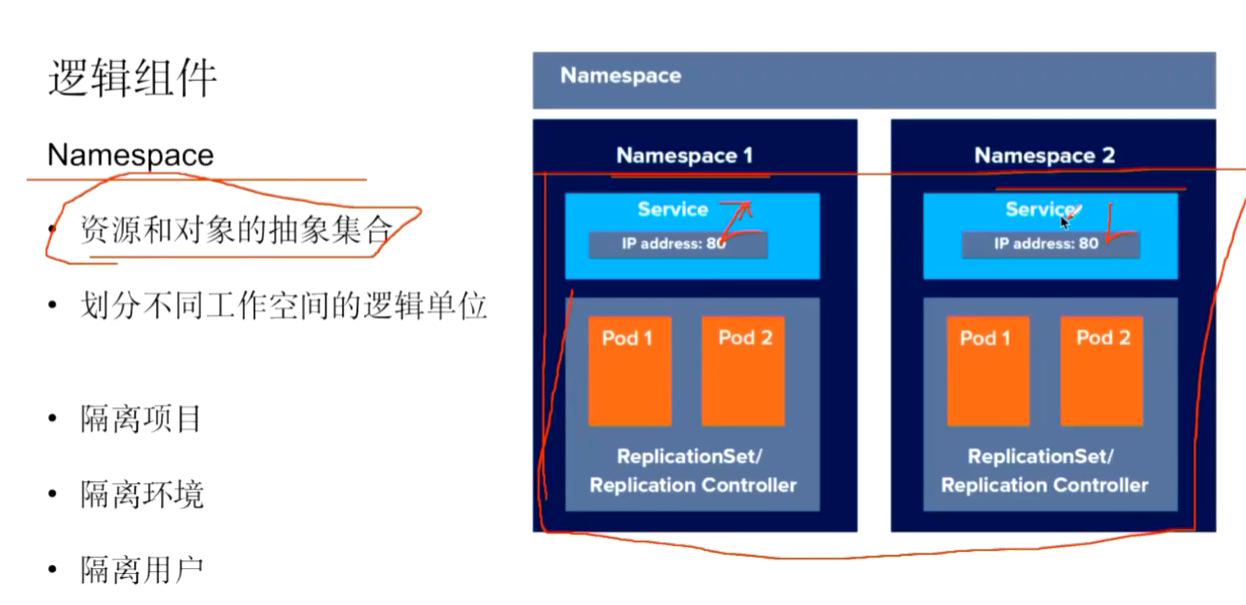 逻辑组件
Namespace
• 资源和对象的抽象集合
• 划分不同工作空间的逻辑单位
• 隔离项目
• 隔离环境
• 隔离用户
Namespace
Namespace 1
Service
IP address: 80
Pod 1
Pod 2
ReplicationSet/
Replication Controller
Namespace 2
Service
IP address: 80
Pod 1
Pod 2
ReplicationSet/
Replication Controller